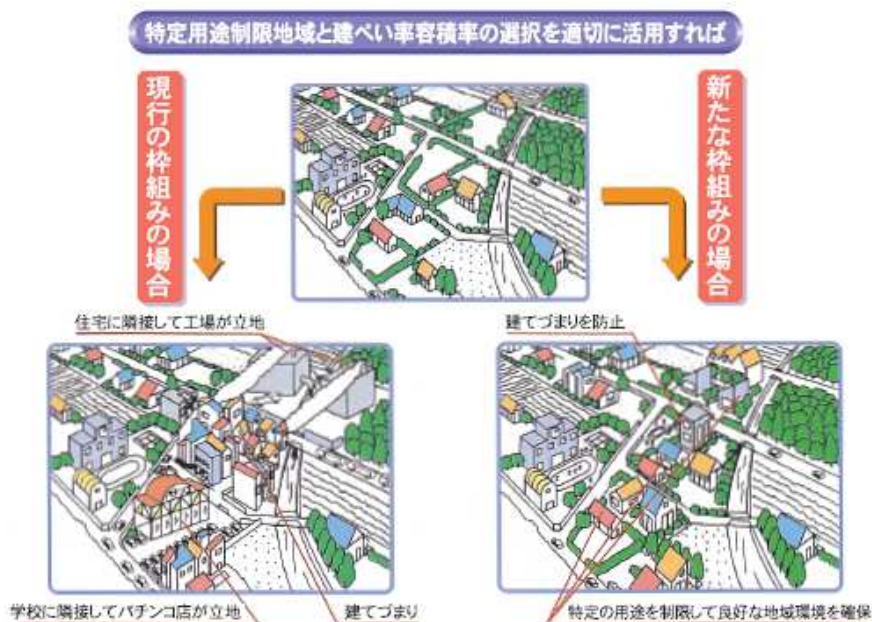 特定用途制限地域と建ぺい率容積率の選択を適切に活用すれば
現行の枠組みの場合
新たな枠組みの場合
住宅に隣接して工場が立地
建てづまりを防止
学校に隣接してパチンコ店が立地
建てづまり
特定の用途を制限して良好な地域環境を確保